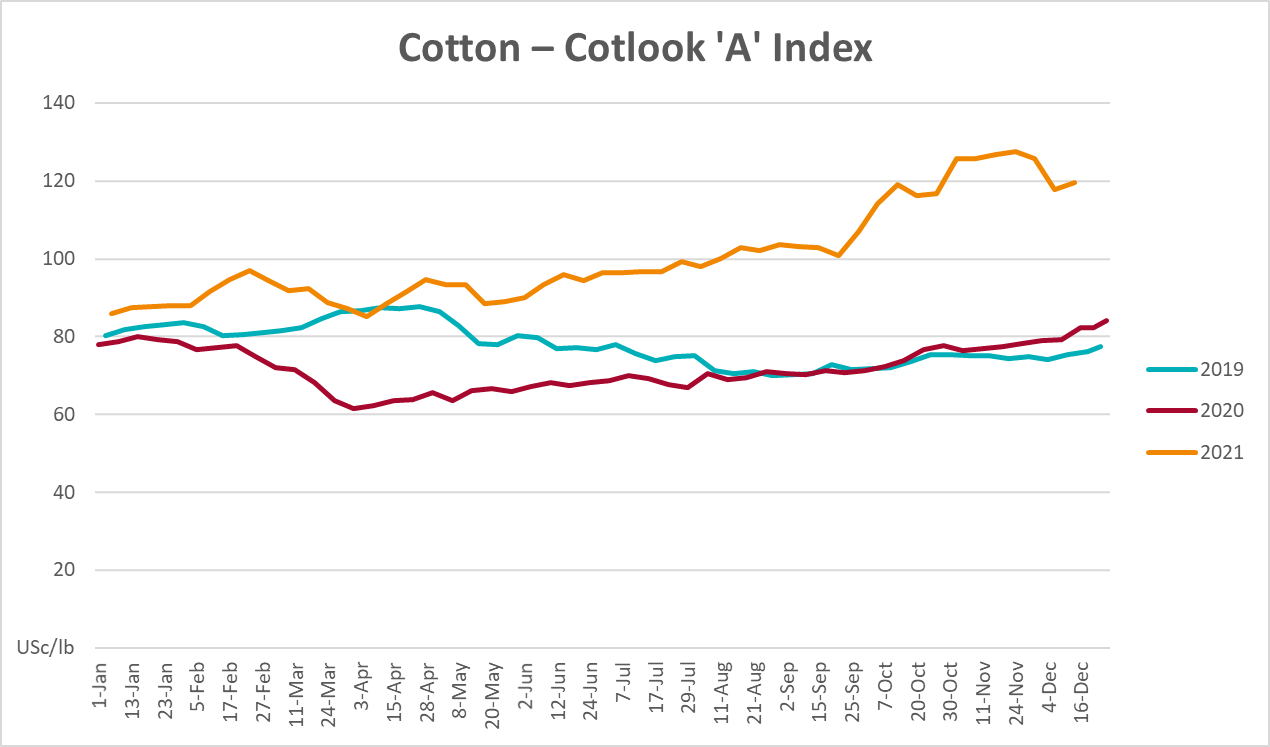 Cotton – Cotlook 'A' Index
140
120
100
80
60
40
20
USc/lb
1-Jan
13-Jan
23-Jan
5-Feb
17-Feb
27-Feb
11-Mar
24-Mar
3-Apr
15-Apr
28-Apr
8-May
20-May
2-Jun
12-Jun
24-Jun
7-Jul
17-Jul
29-Jul
11-Aug
21-Aug
2-Sep
15-Sep
25-Sep
7-Oct
20-Oct
30-Oct
11-Nov
24-Nov
4-Dec
16-Dec
2019
2020
2021